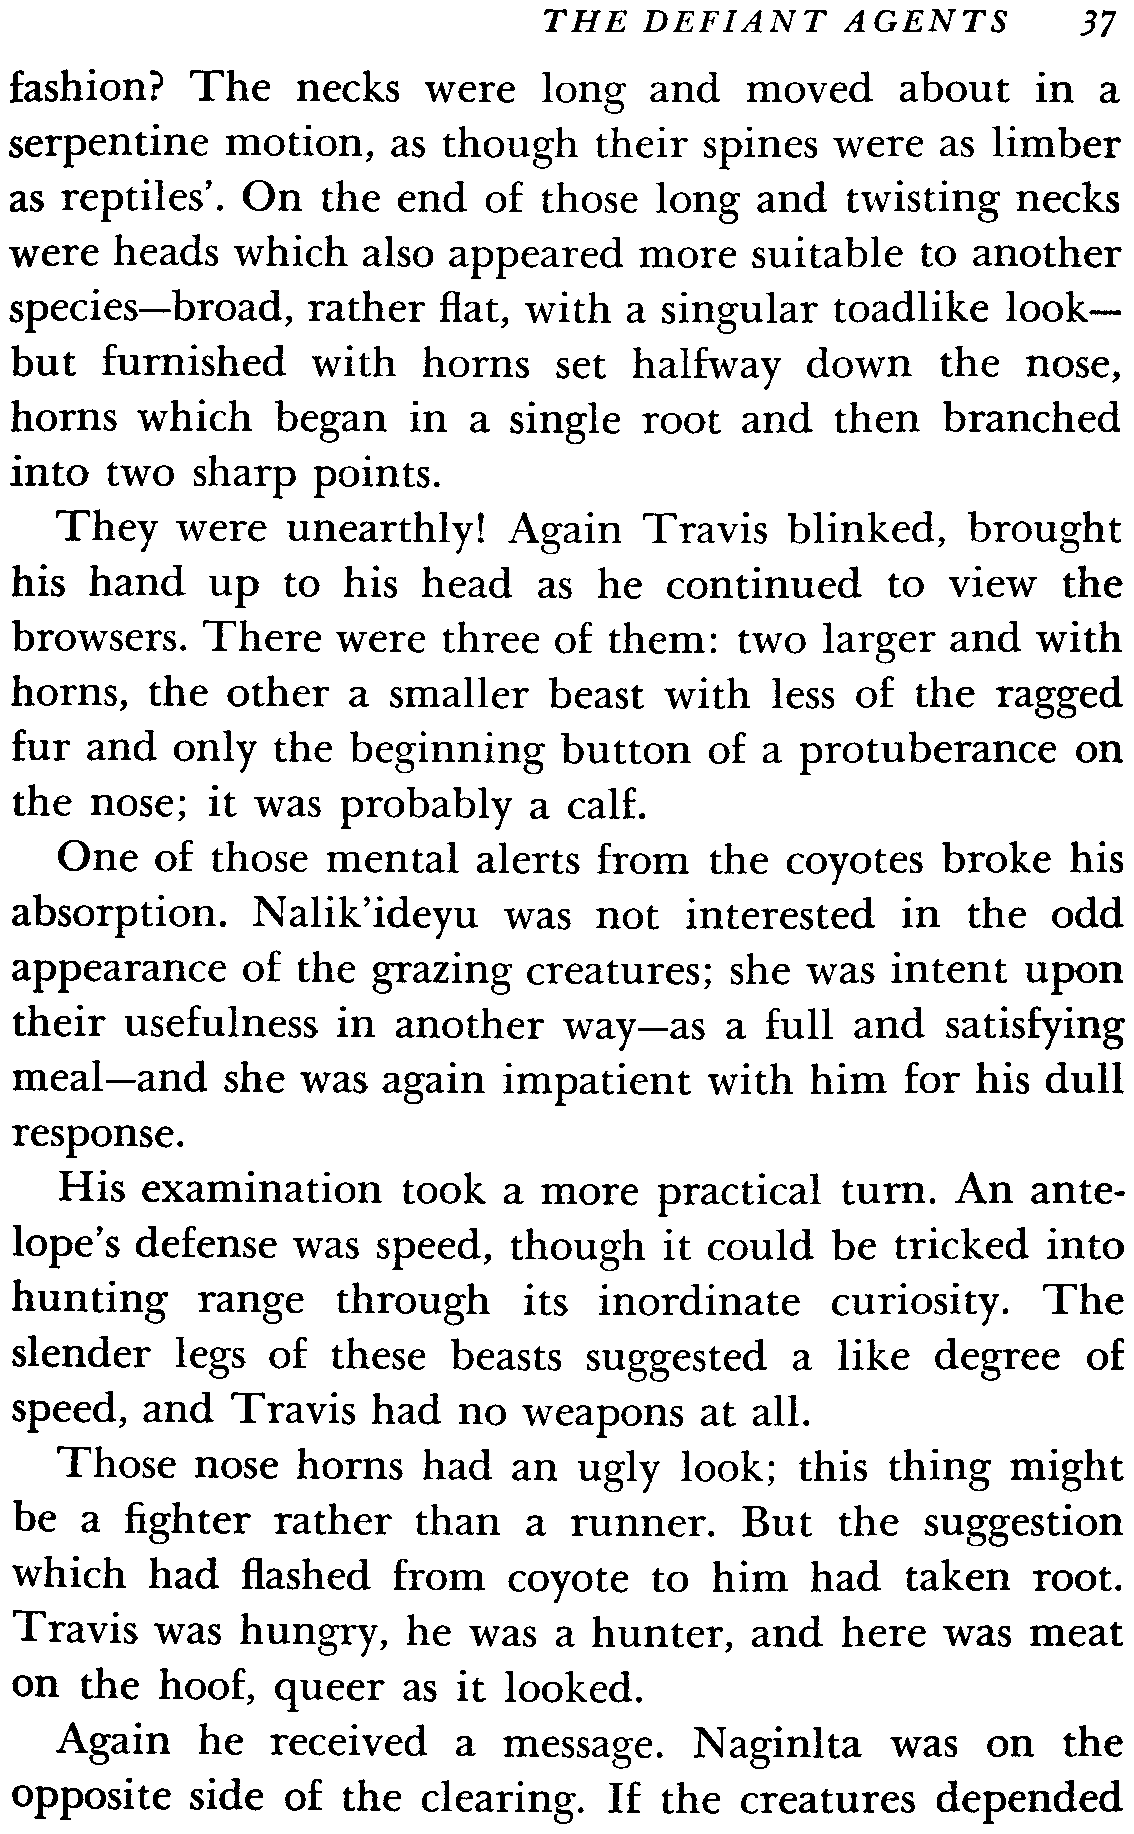 THE DEFIANT AGENTS 37
fashion? The necks were long and moved about in a
serpentine motion, as though their spines were as limber
as reptiles’. On the end of those long and twisting necks
were heads which also appeared more suitable to another
species—broad, rather flat, with a singular toadlike look—
but furnished with horns set halfway down the nose,
horns which began in a single root and then branched
into two sharp points.
They were unearthly! Again Travis blinked, brought
his hand up to his head as he continued to view the
browsers. There were three of them: two larger and with
horns, the other a smaller beast with less of the ragged
fur and only the beginning button of a protuberance on
the nose; it was probably a calf.
One of those mental alerts from the coyotes broke his
absorption. Nalik’ideyu was not interested in the odd
appearance of the grazing creatures; she was intent upon
their usefulness in another way—as a full and satisfying
meal—and she was again impatient with him for his dull
response.
His examination took a more practical turn. An ante-
lope’s defense was speed, though it could be tricked into
hunting range through its inordinate curiosity. The
slender legs of these beasts suggested a like degree of
speed, and Travis had no weapons at all.
Those nose horns had an ugly look; this thing might
be a fighter rather than a runner. But the suggestion
which had flashed from coyote to him had taken root.
Travis was hungry, he was a hunter, and here was meat
on the hoof, queer as it looked.
Again he received a message. Naginlta was on the
opposite side of the clearing. If the creatures depended